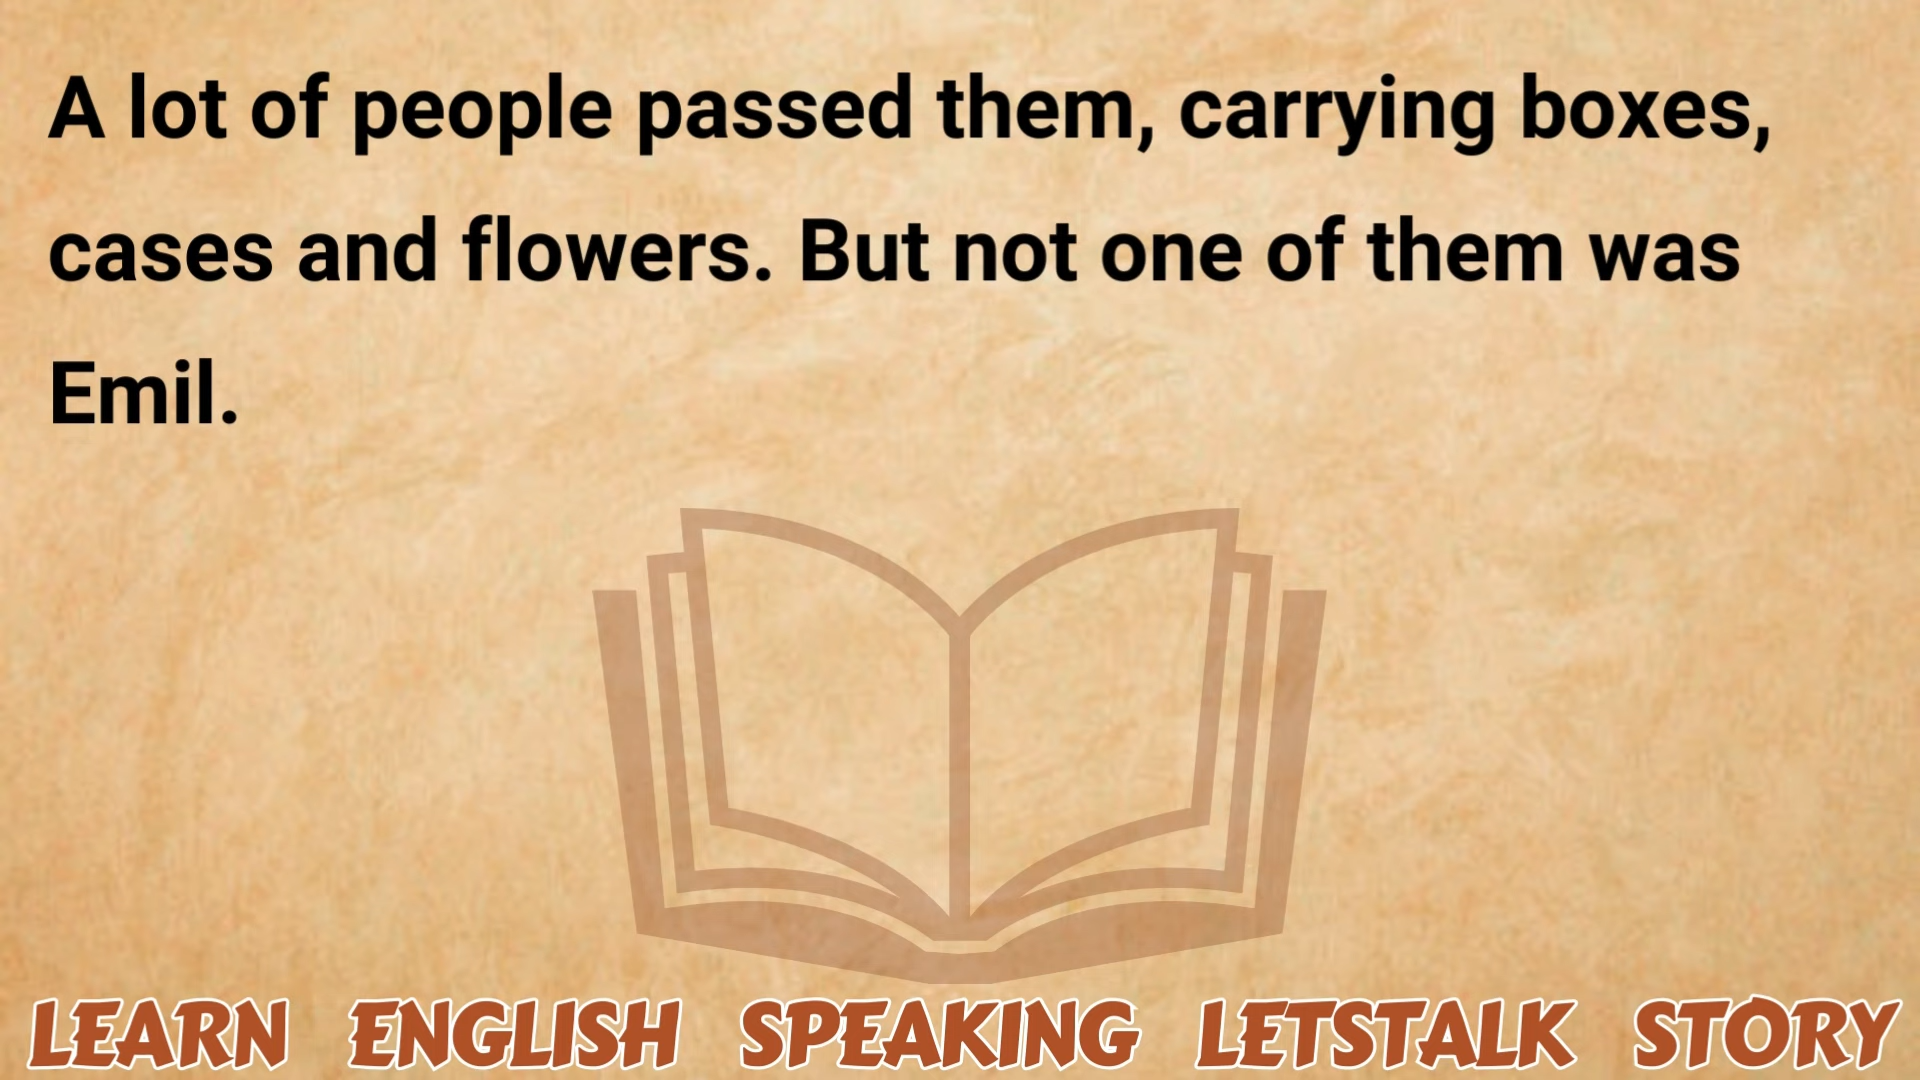 A lot of people passed them, carrying boxes,
cases and flowers. But not one of them was
Emil.
LEARN ENGLISH SPEAKING LETSTALK STORY